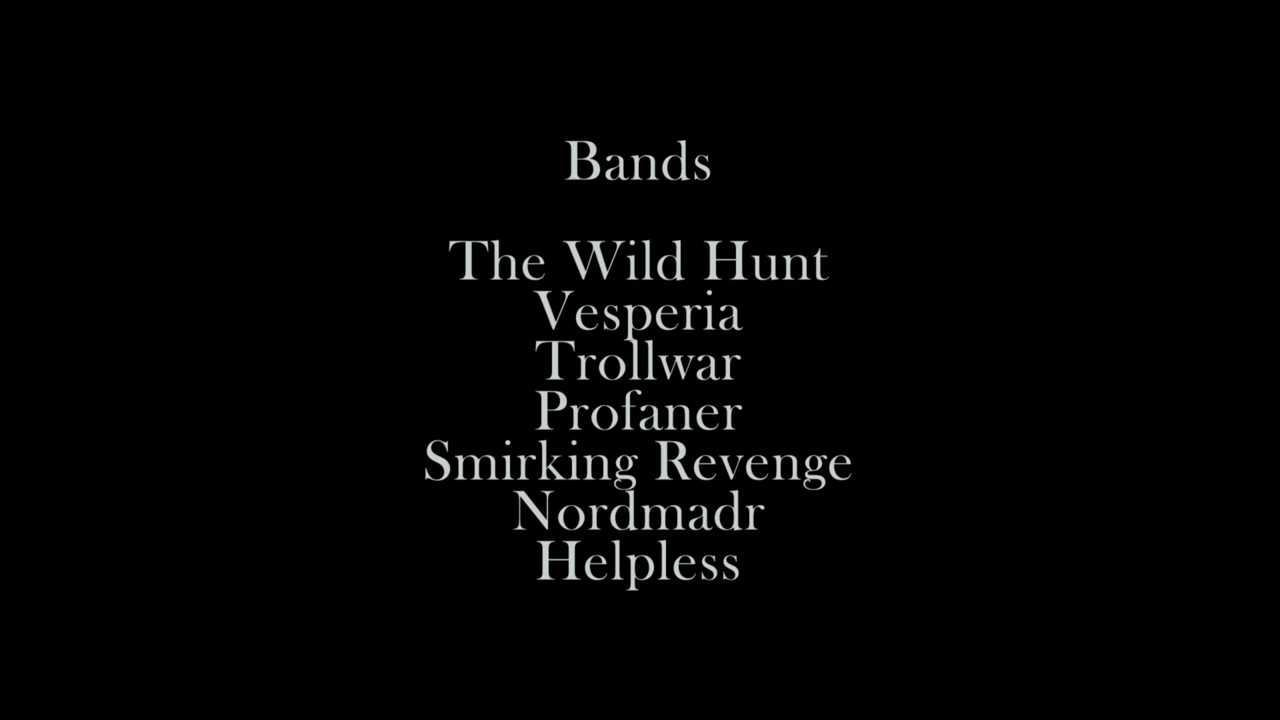 Bands
The Wild Hunt
Vesperia
Trollwar
Profaner
Smirking Revenge
Nordmadr
Helpless